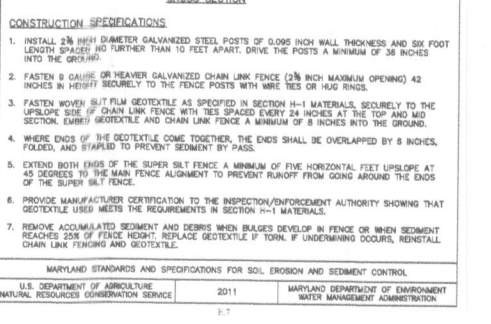 CROSS SECTION
CONSTRUCTION SPECIFICATIONS
1. INSTALL 2⅜ INCH DIAMETER GALVANIZED STEEL POSTS OF 0.095 INCH WALL THICKNESS AND SIX FOOT
LENGTH SPACED NO FURTHER THAN 10 FEET APART. DRIVE THE POSTS A MINIMUM OF 36 INCHES
INTO THE GROUND.
2. FASTEN 9 GAUGE OR HEAVIER GALVANIZED CHAIN LINK FENCE (2⅜ INCH MAXIMUM OPENING) 42
INCHES IN HEIGHT SECURELY TO THE FENCE POSTS WITH WIRE TIES OR HUG RINGS.
3. FASTEN WOVEN SLIT FILM GEOTEXTILE AS SPECIFIED IN SECTION H-1 MATERIALS, SECURELY TO THE
UPSLOPE SIDE OF CHAIN LINK FENCE WITH TIES SPACED EVERY 24 INCHES AT THE TOP AND MID
SECTION. EMBED GEOTEXTILE AND CHAIN LINK FENCE A MINIMUM OF 8 INCHES INTO THE GROUND.
4. WHERE ENDS OF THE GEOTEXTILE COME TOGETHER, THE ENDS SHALL BE OVERLAPPED BY 6 INCHES,
FOLDED, AND STAPLED TO PREVENT SEDIMENT BY PASS.
5. EXTEND BOTH ENDS OF THE SUPER SILT FENCE A MINIMUM OF FIVE HORIZONTAL FEET UPSLOPE AT
45 DEGREES TO THE MAIN FENCE ALIGNMENT TO PREVENT RUNOFF FROM GOING AROUND THE ENDS
OF THE SUPER SILT FENCE.
6. PROVIDE MANUFACTURER CERTIFICATION TO THE INSPECTION/ENFORCEMENT AUTHORITY SHOWING THAT
GEOTEXTILE USED MEETS THE REQUIREMENTS IN SECTION H-1 MATERIALS.
7. REMOVE ACCUMULATED SEDIMENT AND DEBRIS WHEN BULGES DEVELOP IN FENCE OR WHEN SEDIMENT
REACHES 25% OF FENCE HEIGHT. REPLACE GEOTEXTILE IF TORN. IF UNDERMINING OCCURS, REINSTALL
CHAIN LINK FENCING AND GEOTEXTILE.
MARYLAND STANDARDS AND SPECIFICATIONS FOR SOIL EROSION AND SEDIMENT CONTROL
U.S. DEPARTMENT OF AGRICULTURE
NATURAL RESOURCES CONSERVATION SERVICE
2011
MARYLAND DEPARTMENT OF ENVIRONMENT
WATER MANAGEMENT ADMINISTRATION
E.7